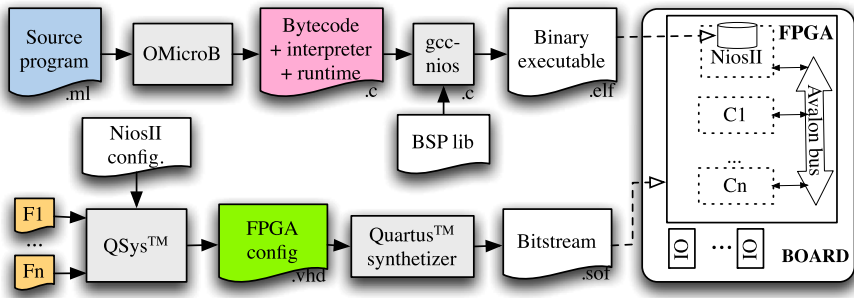 Source
program
.ml
OMicroB
Bytecode
+ interpreter
+ runtime
.c
gcc-
nios
.c
Binary
executable
.elf
BSP lib
NiosII
config.
F1
...
Fn
QSys™
FPGA
config
.vhd
Quartus™
synthetizer
Bitstream
.sof
FPGA
NiosII
C1
...
Cn
Avalon bus
IO
...
IO
BOARD